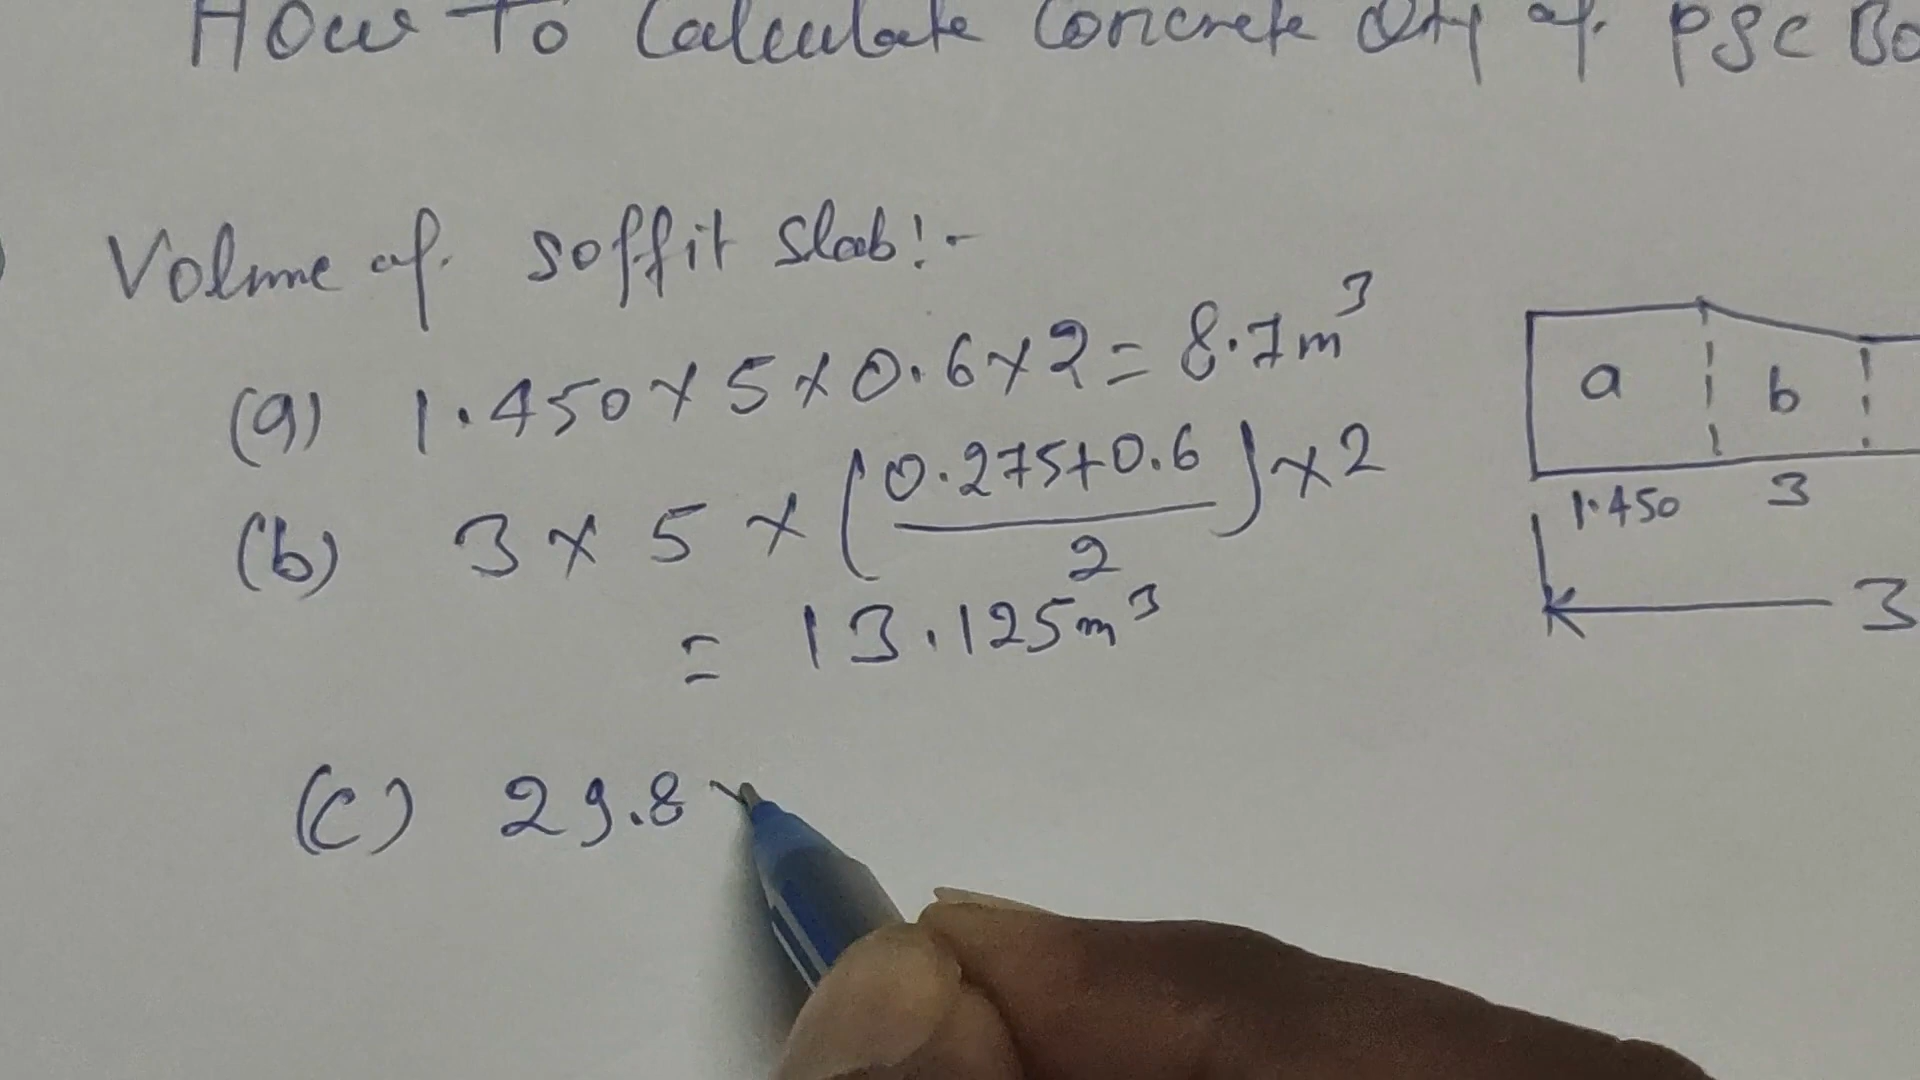 How To Calculate Concrete Qty of PSC Bo
Volume of soffit slab:-
(a) 1.450 x 5 x 0.6 x 2 = 8.7m³
(b) 3 x 5 x (0.275+0.6 / 2) x 2
= 13.125m³
(c) 29.8 x
a b
1.450 3
3